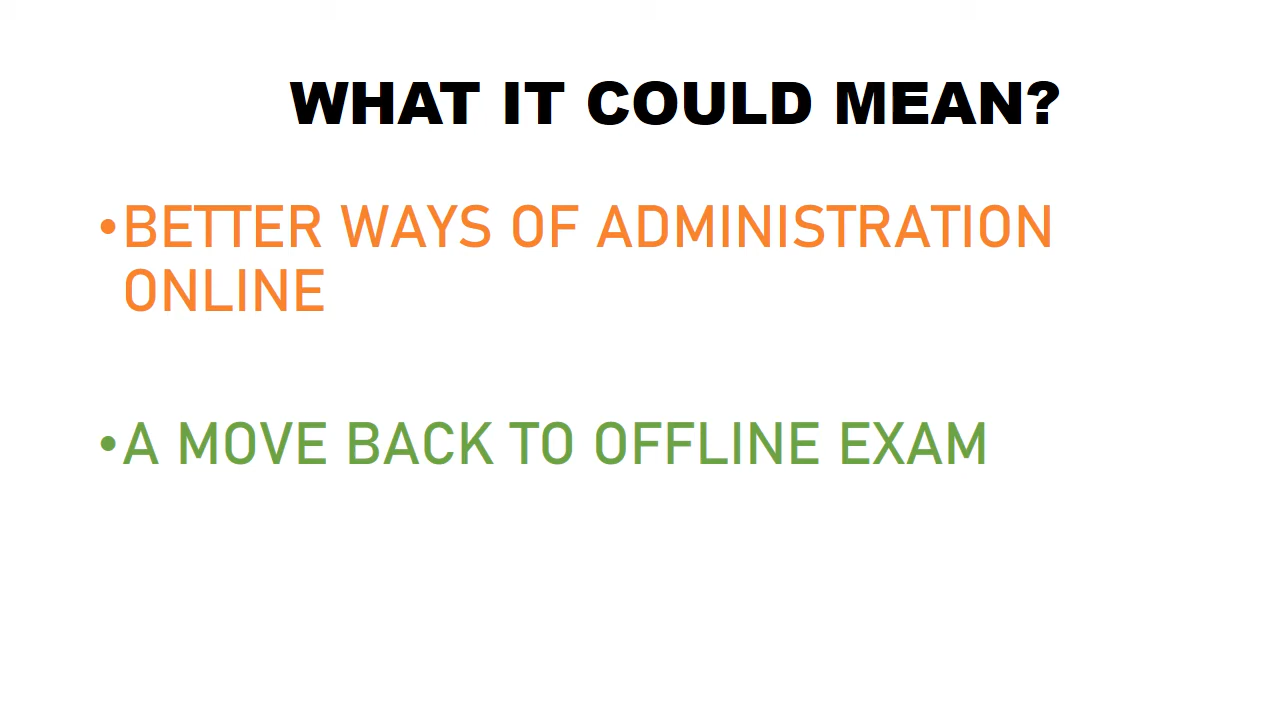 WHAT IT COULD MEAN?
•BETTER WAYS OF ADMINISTRATION
ONLINE
•A MOVE BACK TO OFFLINE EXAM